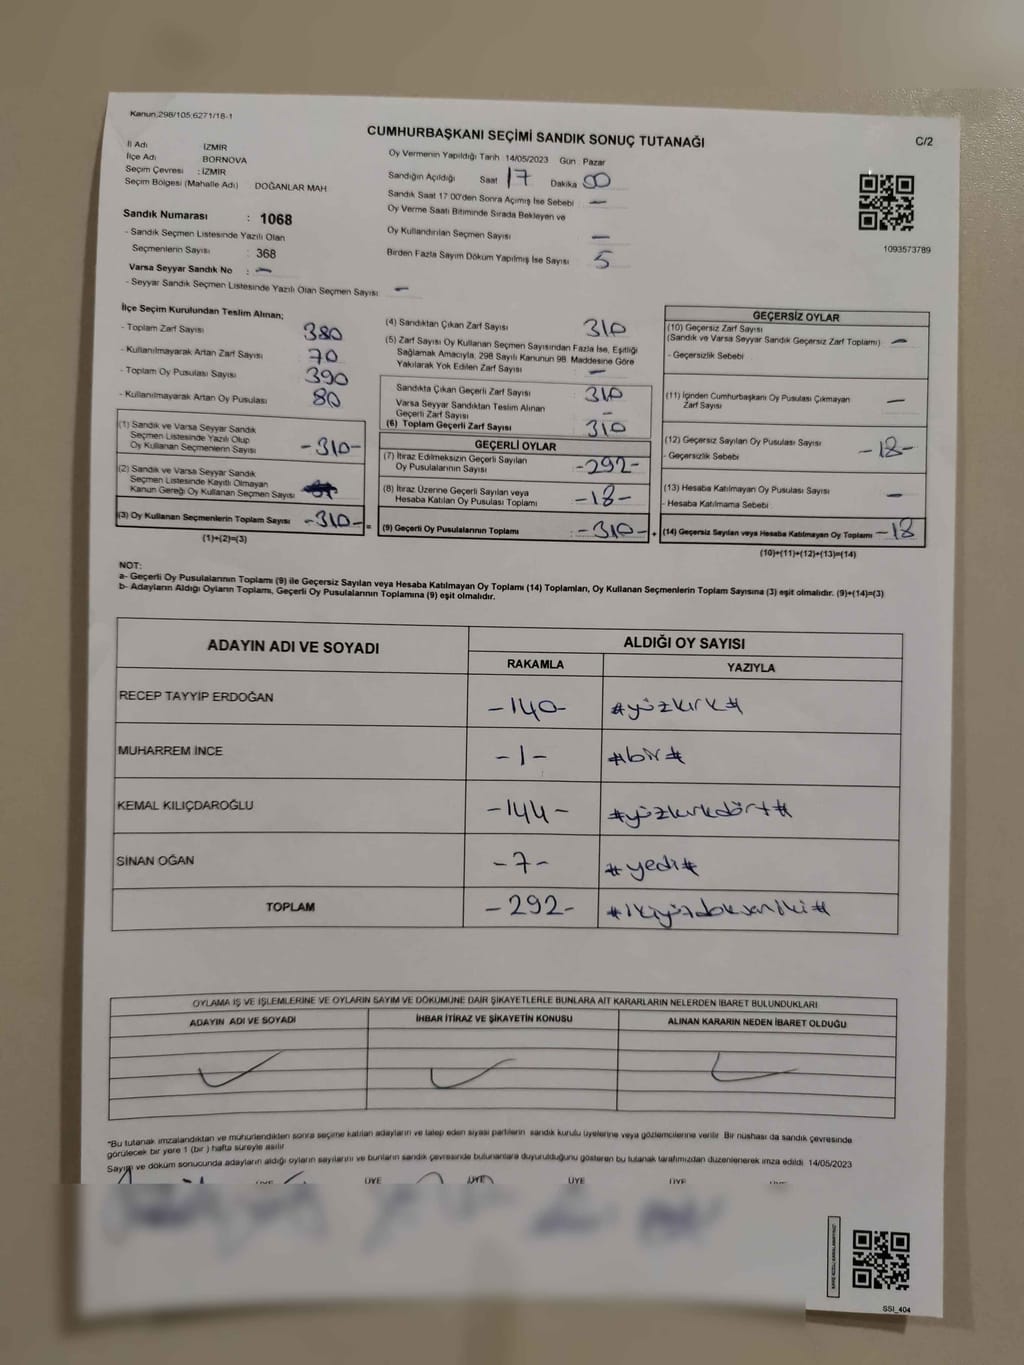 Kanun;298/105;6271/18-1
CUMHURBAŞKANI SEÇİMİ SANDIK SONUÇ TUTANAĞI
C/2
İl Adı İZMİR
İlçe Adı BORNOVA
Seçim Çevresi : İZMİR
Seçim Bölgesi (Mahalle Adı) DOĞANLAR MAH
Sandık Numarası : 1068
- Sandık Seçmen Listesinde Yazılı Olan
Seçmenlerin Sayısı : 368
Varsa Seyyar Sandık No : —
- Seyyar Sandık Seçmen Listesinde Yazılı Olan Seçmen Sayısı —
Oy Vermenin Yapıldığı Tarih 14/05/2023 Gün Pazar
Sandığın Açıldığı Saat 17 Dakika 00
Sandık Saat 17 00'den Sonra Açımış İse Sebebi —
Oy Verme Saati Bitiminde Sırada Bekleyen ve
Oy Kullandırılan Seçmen Sayısı —
Birden Fazla Sayım Döküm Yapılmış İse Sayısı 5
1093573789
İlçe Seçim Kurulundan Teslim Alınan;
- Toplam Zarf Sayısı 380
- Kullanılmayarak Artan Zarf Sayısı 70
- Toplam Oy Pusulası Sayısı 390
- Kullanılmayarak Artan Oy Pusulası 80
(1) Sandık ve Varsa Seyyar Sandık
Seçmen Listesinde Yazılı Olup
Oy Kullanan Seçmenlerin Sayısı -310-
(2) Sandık ve Varsa Seyyar Sandık
Seçmen Listesinde Kayıtlı Olmayan
Kanun Gereği Oy Kullanan Seçmen Sayısı
(3) Oy Kullanan Seçmenlerin Toplam Sayısı -310- =
(1)+(2)=(3)
(4) Sandıktan Çıkan Zarf Sayısı 310
(5) Zarf Sayısı Oy Kullanan Seçmen Sayısından Fazla İse, Eşitliği
Sağlamak Amacıyla, 298 Sayılı Kanunun 98. Maddesine Göre
Yakılarak Yok Edilen Zarf Sayısı —
Sandıkta Çıkan Geçerli Zarf Sayısı 310
Varsa Seyyar Sandıktan Teslim Alınan
Geçerli Zarf Sayısı –
(6) Toplam Geçerli Zarf Sayısı 310
GEÇERLİ OYLAR
(7) İtiraz Edilmeksizin Geçerli Sayılan
Oy Pusulalarının Sayısı -292-
(8) İtiraz Üzerine Geçerli Sayılan veya
Hesaba Katılan Oy Pusulası Toplamı -18-
(9) Geçerli Oy Pusulalarının Toplamı -310- +
GEÇERSİZ OYLAR
(10) Geçersiz Zarf Sayısı
(Sandık ve Varsa Seyyar Sandık Geçersiz Zarf Toplamı) —
- Geçersizlik Sebebi
(11) İçinden Cumhurbaşkanı Oy Pusulası Çıkmayan
Zarf Sayısı —
(12) Geçersiz Sayılan Oy Pusulası Sayısı -18-
- Geçersizlik Sebebi
(13) Hesaba Katılmayan Oy Pusulası Sayısı —
- Hesaba Katılmama Sebebi
(14) Geçersiz Sayılan veya Hesaba Katılmayan Oy Toplamı -18
(10)+(11)+(12)+(13)=(14)
NOT:
a- Geçerli Oy Pusulalarının Toplamı (9) ile Geçersiz Sayılan veya Hesaba Katılmayan Oy Toplamı (14) Toplamları, Oy Kullanan Seçmenlerin Toplam Sayısına (3) eşit olmalıdır. (9)+(14)=(3)
b- Adayların Aldığı Oyların Toplamı, Geçerli Oy Pusulalarının Toplamına (9) eşit olmalıdır.
ADAYIN ADI VE SOYADI ALDIĞI OY SAYISI
RAKAMLA YAZIYLA
RECEP TAYYİP ERDOĞAN -140- #yüzkırk#
MUHARREM İNCE -1- #bir#
KEMAL KILIÇDAROĞLU -144- #yüzkırkdört#
SİNAN OĞAN -7- #yedi#
TOPLAM -292- #ikiyüzdoksaniki#
OYLAMA İŞ VE İŞLEMLERİNE VE OYLARIN SAYIM VE DÖKÜMÜNE DAİR ŞİKAYETLERLE BUNLARA AİT KARARLARIN NELERDEN İBARET BULUNDUKLARI
ADAYIN ADI VE SOYADI İHBAR İTİRAZ VE ŞİKAYETİN KONUSU ALINAN KARARIN NEDEN İBARET OLDUĞU
*Bu tutanak imzalandıktan ve mühürlendikten sonra seçime katılan adayların ve talep eden siyasi partilerin sandık kurulu üyelerine veya gözlemcilerine verilir. Bir nüshası da sandık çevresinde
görülecek bir yere 1 (bir) hafta süreyle asılır
Sayım ve döküm sonucunda adayların aldığı oyların sayılarını ve bunların sandık çevresinde bulunanlara duyurulduğunu gösteren bu tutanak tarafımızdan düzenlenerek imza edildi 14/05/2023
ÜYE ÜYE ÜYE ÜYE ÜYE
SSI_404